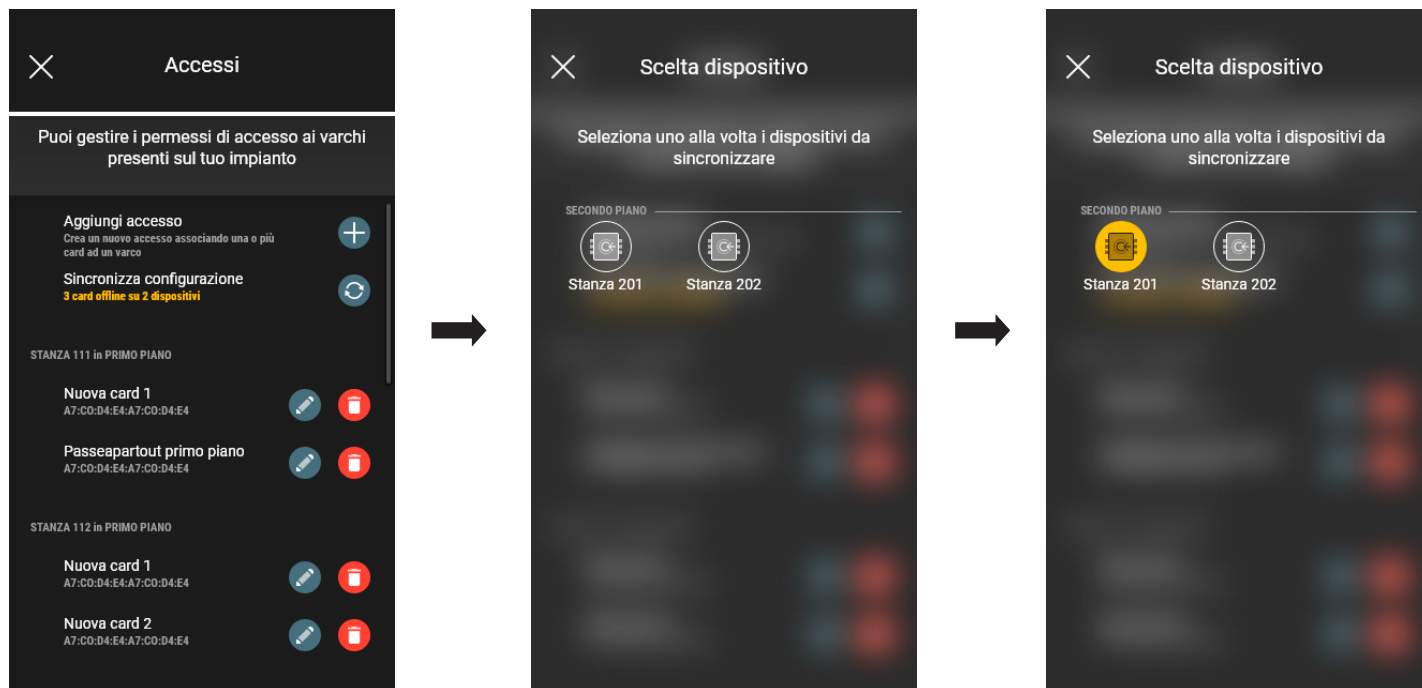 Accessi
Puoi gestire i permessi di accesso ai varchi
presenti sul tuo impianto
Aggiungi accesso
Crea un nuovo accesso associando una o più
card ad un varco
Sincronizza configurazione
3 card offline su 2 dispositivi
STANZA 111 in PRIMO PIANO
Nuova card 1
A7:C0:D4:E4:A7:C0:D4:E4
Passeapartout primo piano
A7:C0:D4:E4:A7:C0:D4:E4
STANZA 112 in PRIMO PIANO
Nuova card 1
A7:C0:D4:E4:A7:C0:D4:E4
Nuova card 2
A7:C0:D4:E4:A7:C0:D4:E4
Scelta dispositivo
Seleziona uno alla volta i dispositivi da
sincronizzare
SECONDO PIANO
Stanza 201 Stanza 202
Scelta dispositivo
Seleziona uno alla volta i dispositivi da
sincronizzare
SECONDO PIANO
Stanza 201 Stanza 202